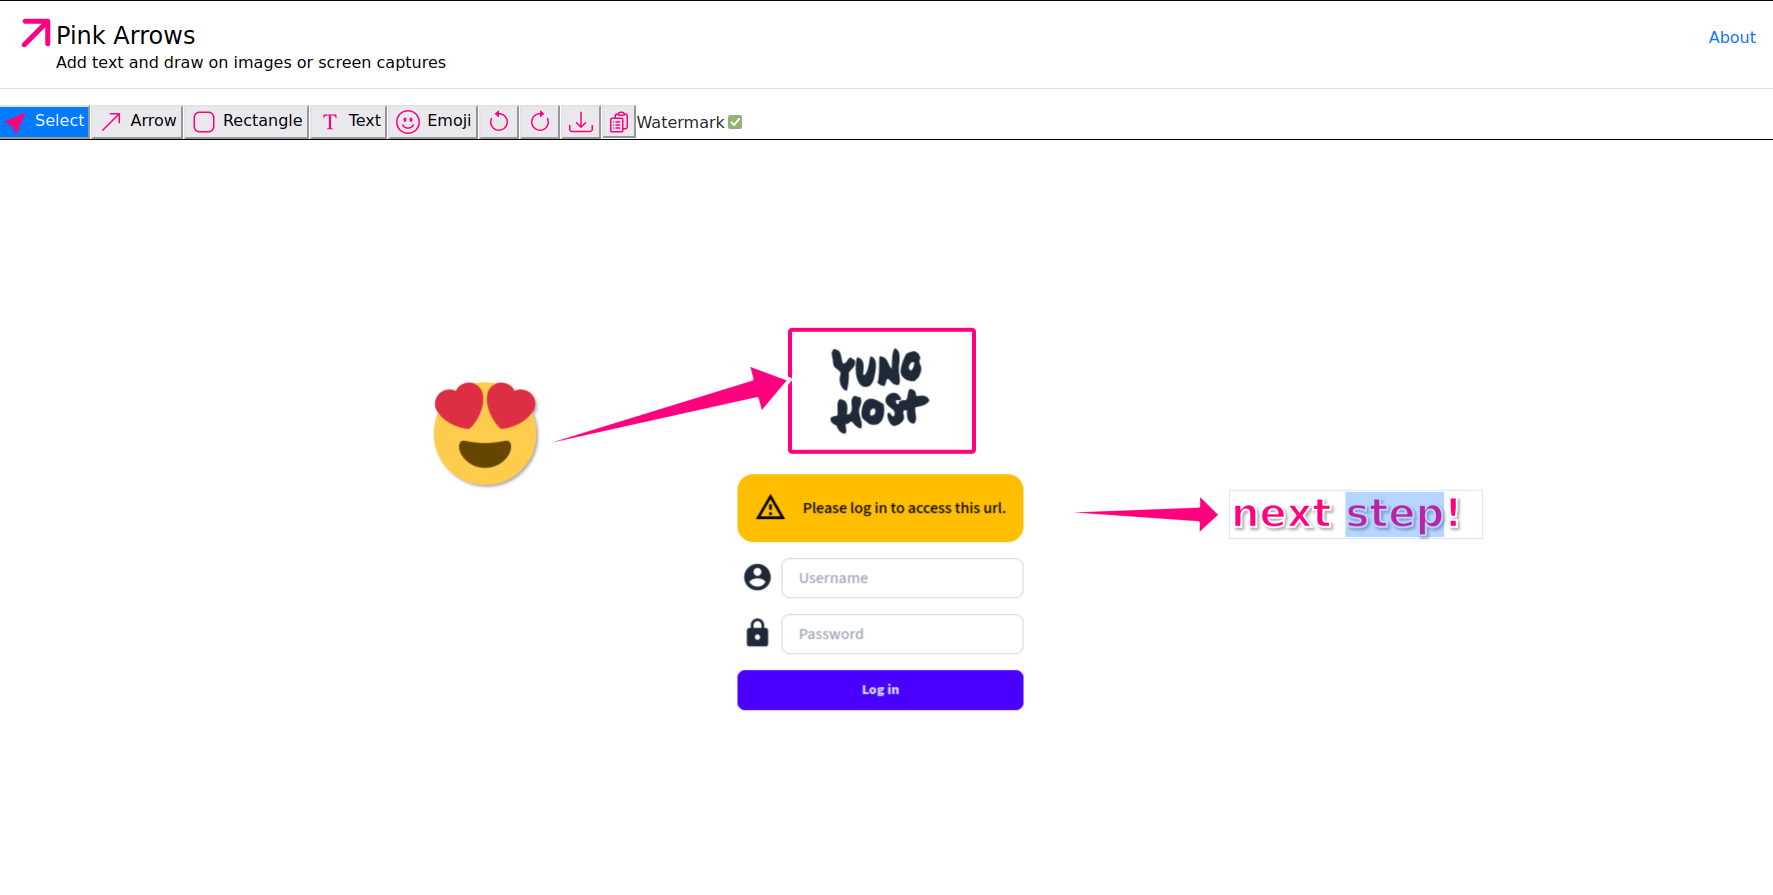 Pink Arrows
About
Add text and draw on images or screen captures
Select Arrow Rectangle Text Emoji Watermark
YUNO
HOST
Please log in to access this url.
next step!
Username
Password
Log in